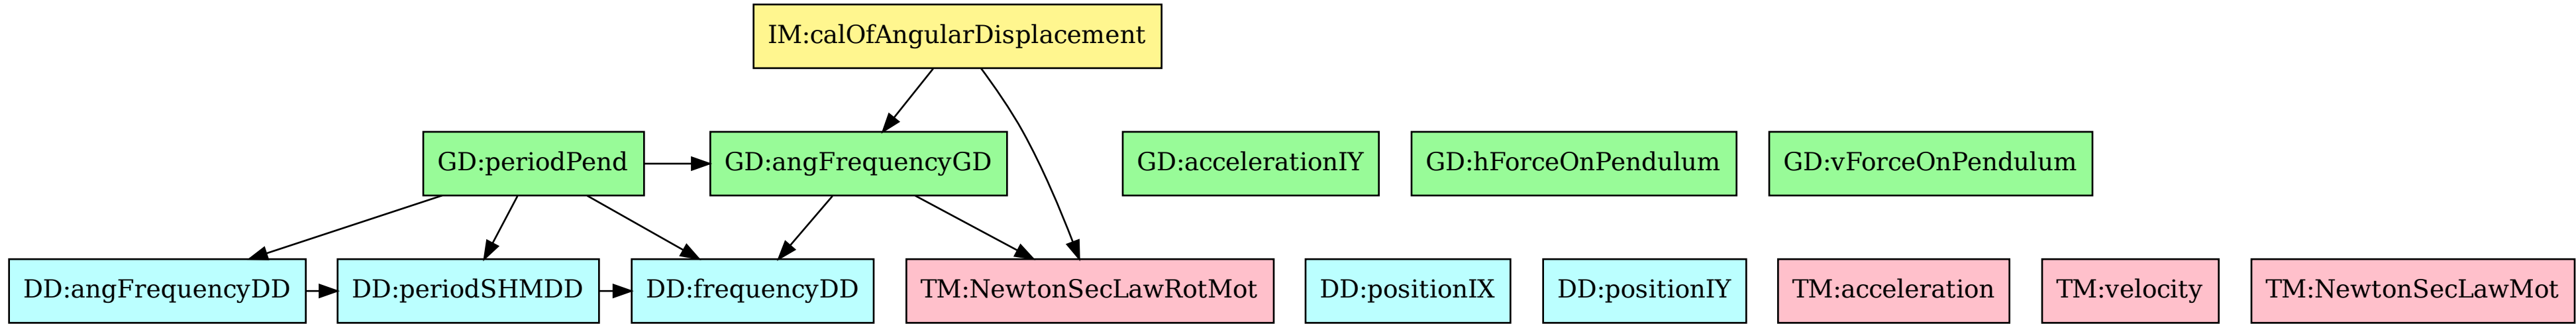 IM:calOfAngularDisplacement
GD:periodPend
GD:angFrequencyGD
GD:accelerationIY
GD:hForceOnPendulum
GD:vForceOnPendulum
DD:angFrequencyDD
DD:periodSHMDD
DD:frequencyDD
TM:NewtonSecLawRotMot
DD:positionIX
DD:positionIY
TM:acceleration
TM:velocity
TM:NewtonSecLawMot